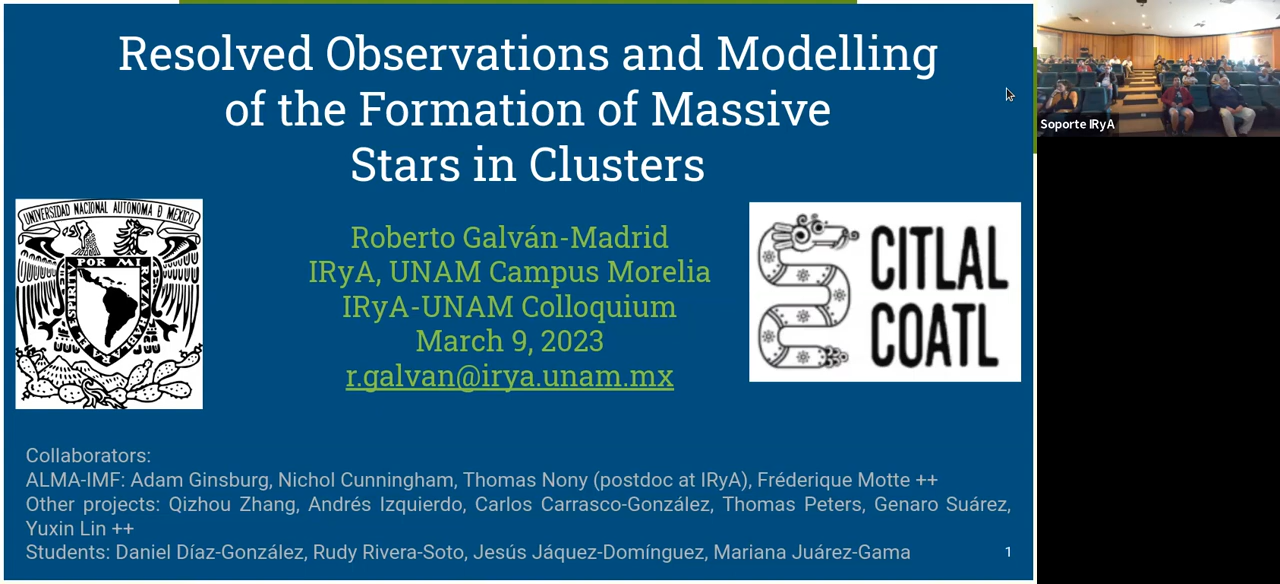 Resolved Observations and Modelling
of the Formation of Massive
Stars in Clusters
UNIVERSIDAD NACIONAL AUTONOMA D MEXICO
POR MI
RAZA
HABLARA
Roberto Galván-Madrid
IRyA, UNAM Campus Morelia
IRyA-UNAM Colloquium
March 9, 2023
r.galvan@irya.unam.mx
CITLAL
COATL
Collaborators:
ALMA-IMF: Adam Ginsburg, Nichol Cunningham, Thomas Nony (postdoc at IRyA), Fréderique Motte ++
Other projects: Qizhou Zhang, Andrés Izquierdo, Carlos Carrasco-González, Thomas Peters, Genaro Suárez,
Yuxin Lin ++
Students: Daniel Díaz-González, Rudy Rivera-Soto, Jesús Jáquez-Domínguez, Mariana Juárez-Gama
1
Soporte IRyA